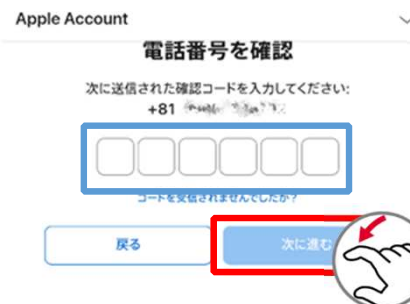 Apple Account
電話番号を確認
次に送信された確認コードを入力してください:
+81
コードを受信されませんでしたか?
戻る
次に進む